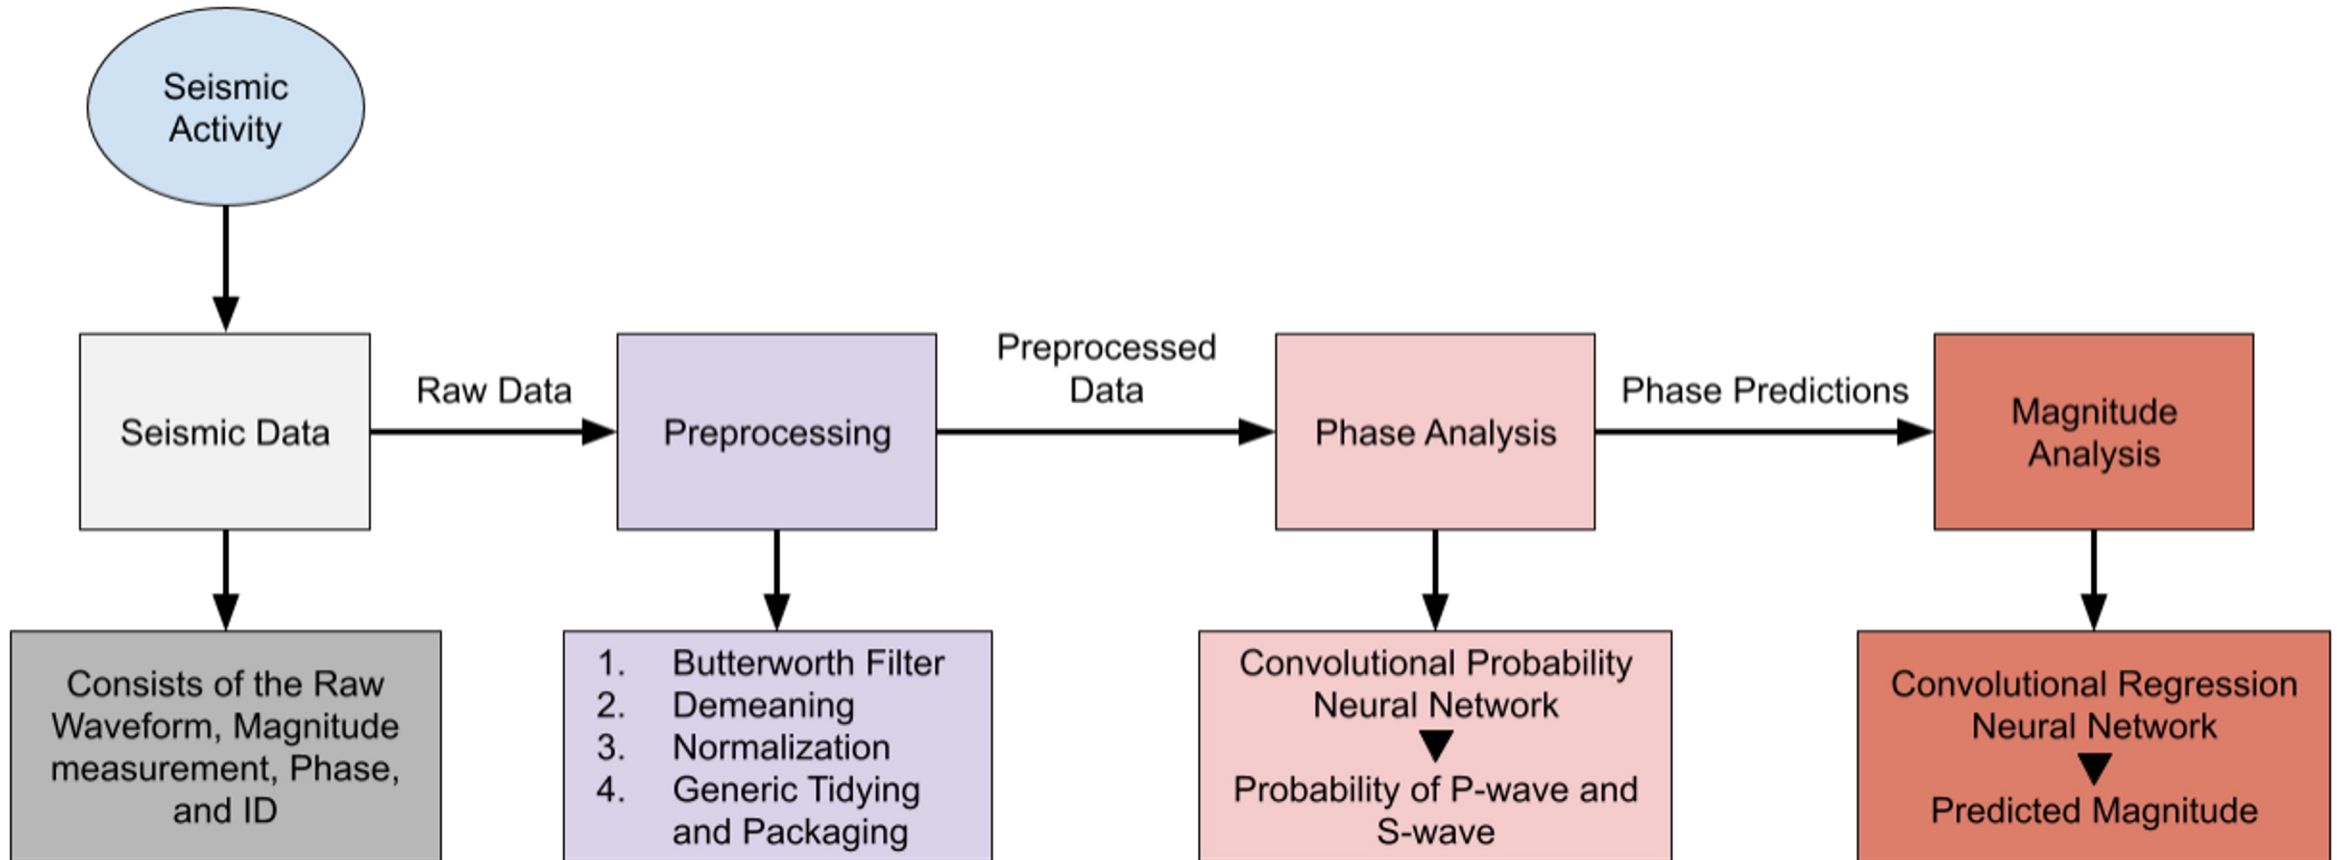 Seismic
Activity
Seismic Data
Raw Data
Preprocessing
Preprocessed
Data
Phase Analysis
Phase Predictions
Magnitude
Analysis
Consists of the Raw
Waveform, Magnitude
measurement, Phase,
and ID
1. Butterworth Filter
2. Demeaning
3. Normalization
4. Generic Tidying
and Packaging
Convolutional Probability
Neural Network
Probability of P-wave and
S-wave
Convolutional Regression
Neural Network
Predicted Magnitude